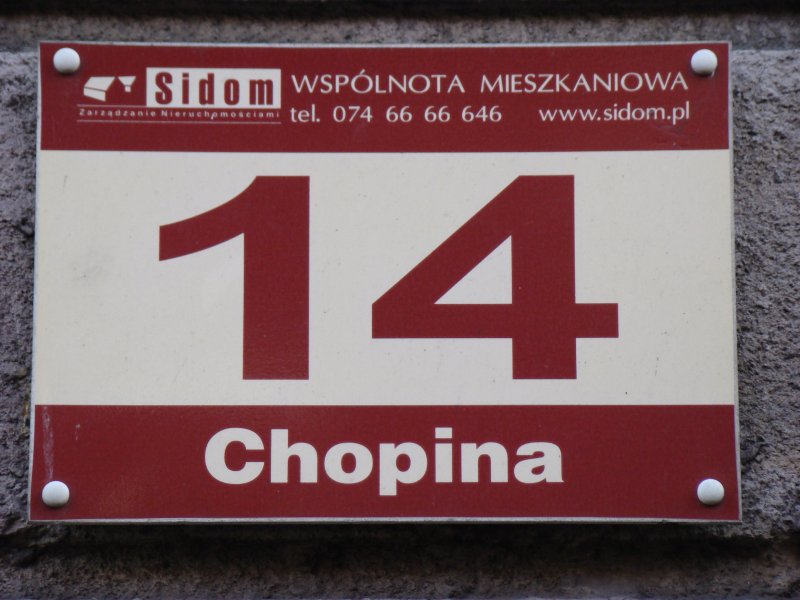 Sidom WSPÓLNOTA MIESZKANIOWA
Zarządzanie Nieruchomościami tel. 074 66 66 646 www.sidom.pl
14
Chopina